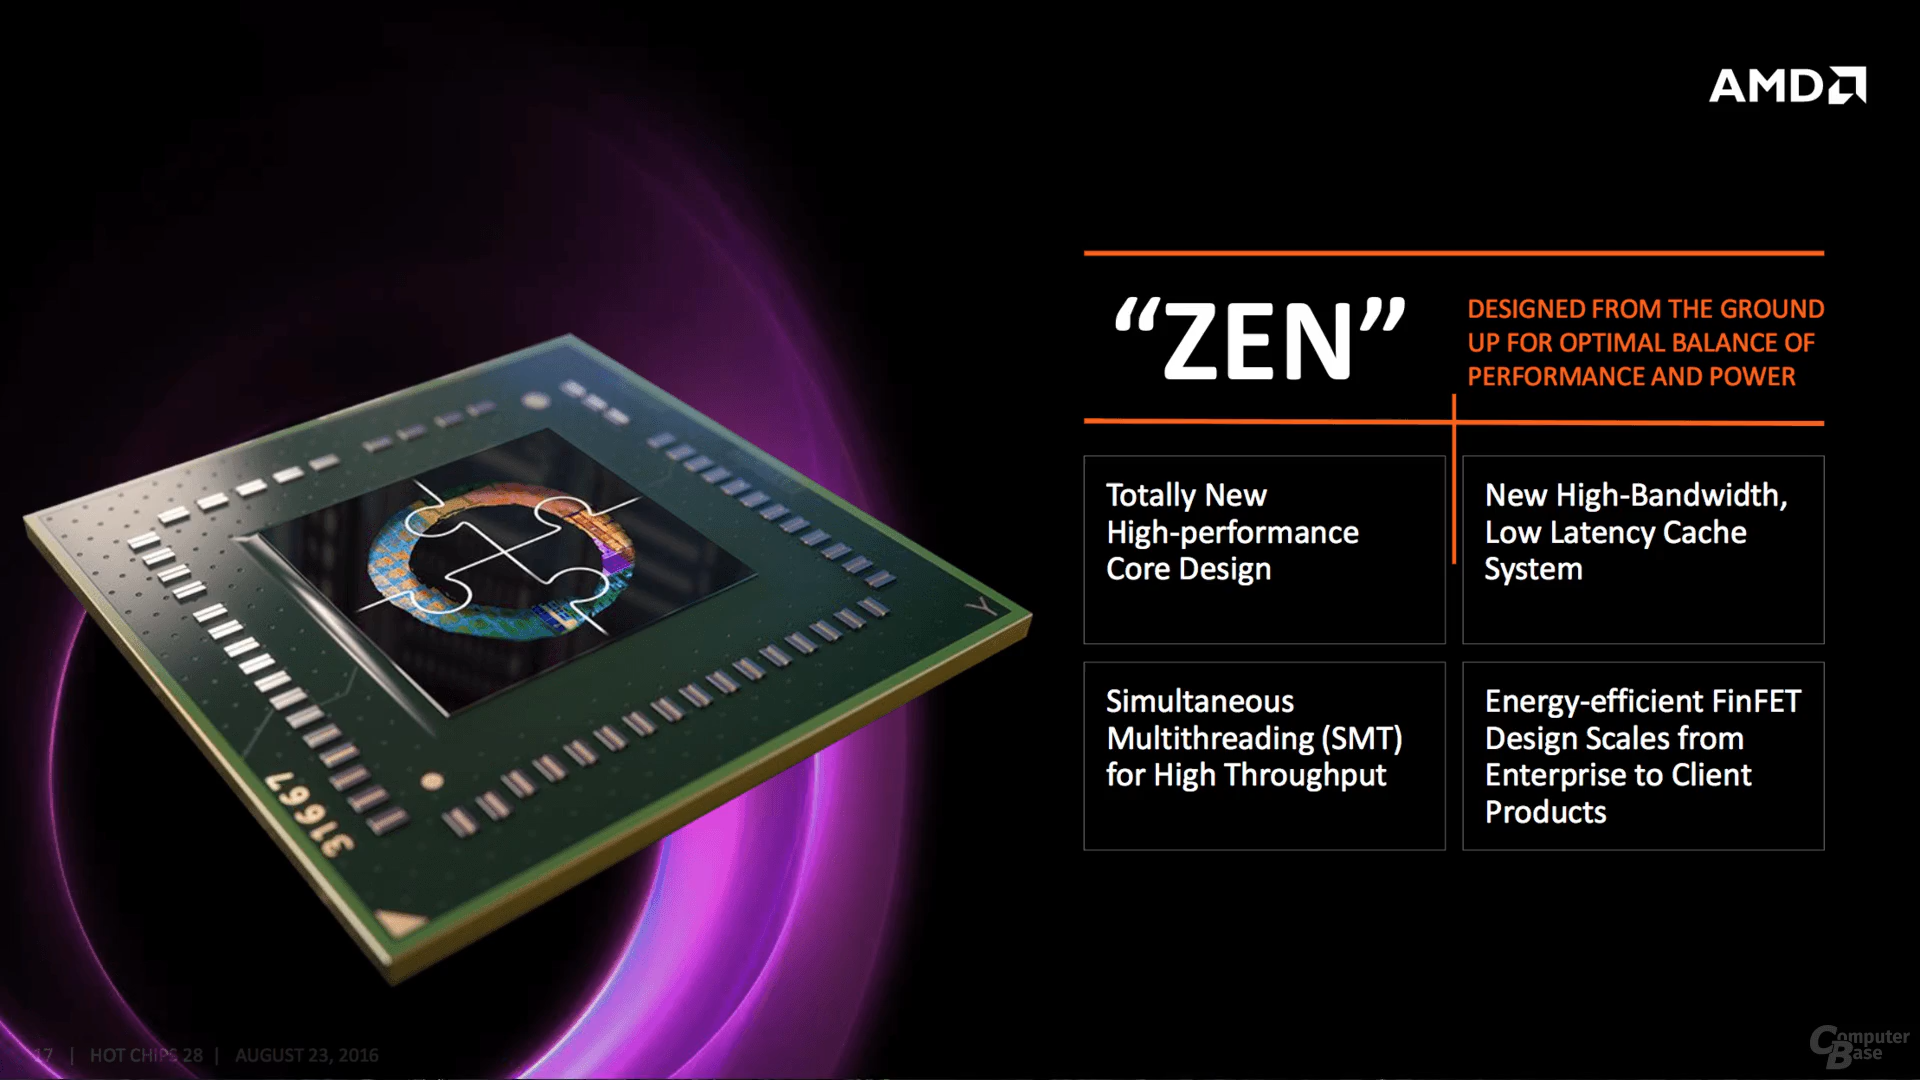 AMD
“ZEN”
DESIGNED FROM THE GROUND
UP FOR OPTIMAL BALANCE OF
PERFORMANCE AND POWER
Totally New
High-performance
Core Design
New High-Bandwidth,
Low Latency Cache
System
Simultaneous
Multithreading (SMT)
for High Throughput
Energy-efficient FinFET
Design Scales from
Enterprise to Client
Products
Y
31667
17 | HOT CHIPS 28 | AUGUST 23, 2016
Computer
Base